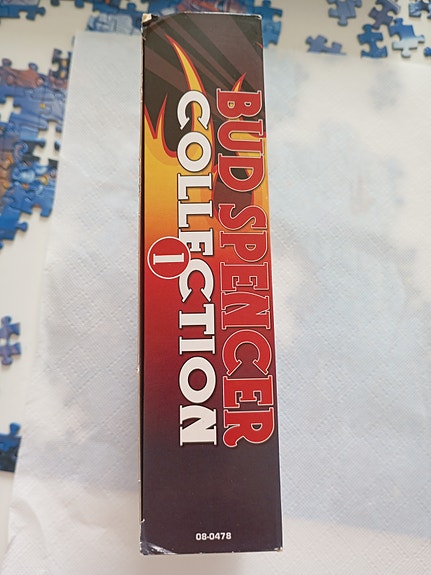 BUD SPENCER
COLLECTION
1
08-0478